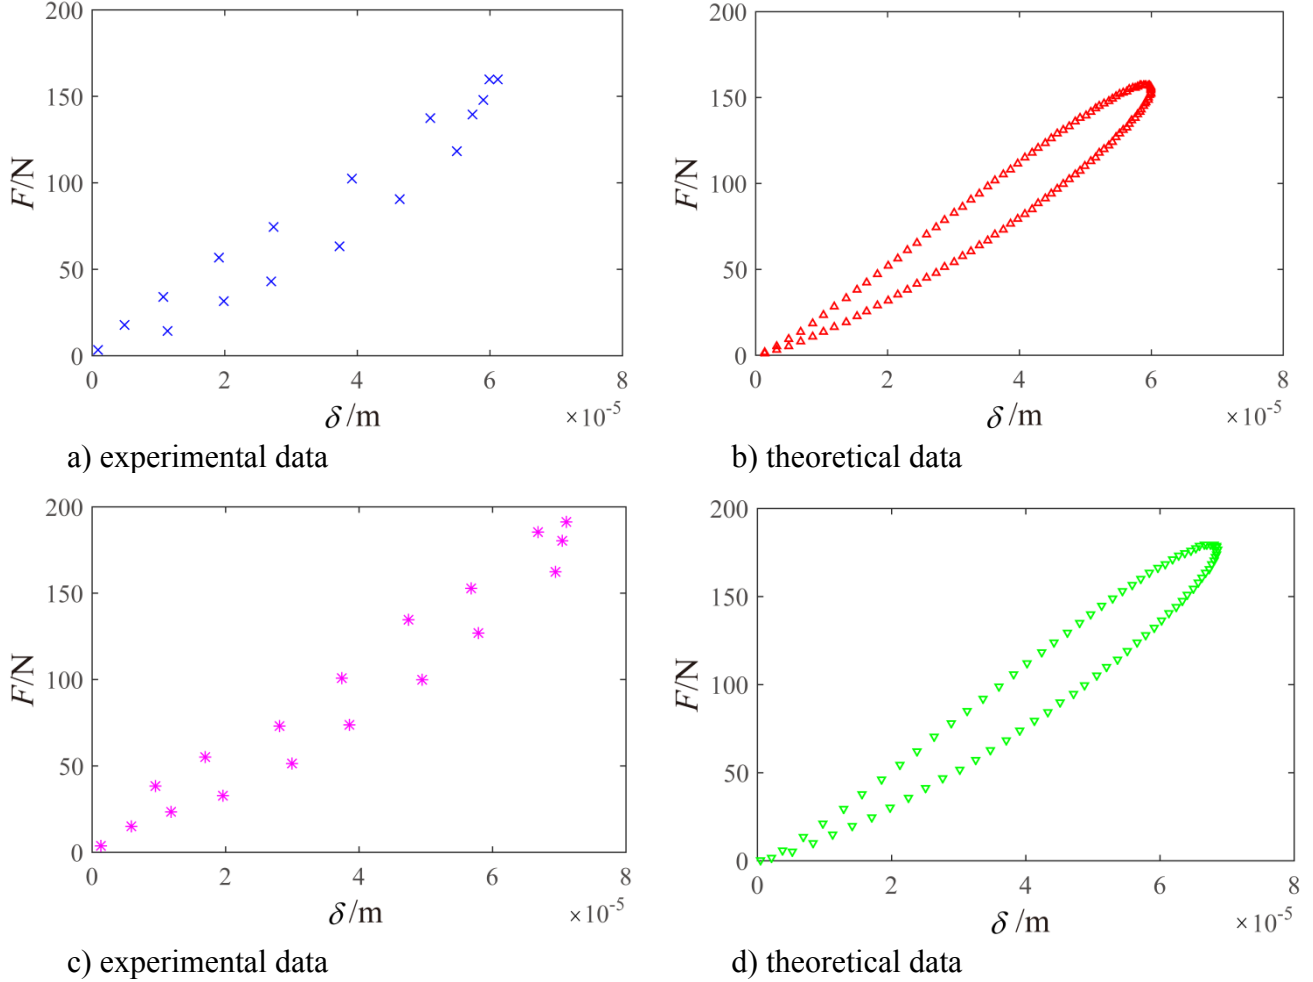 200
150
100
50
0
0 2 4 6 8
F/N
δ/m
×10⁻⁵
a) experimental data
200
150
100
50
0
0 2 4 6 8
F/N
δ/m
×10⁻⁵
b) theoretical data
200
150
100
50
0
0 2 4 6 8
F/N
δ/m
×10⁻⁵
c) experimental data
200
150
100
50
0
0 2 4 6 8
F/N
δ/m
×10⁻⁵
d) theoretical data